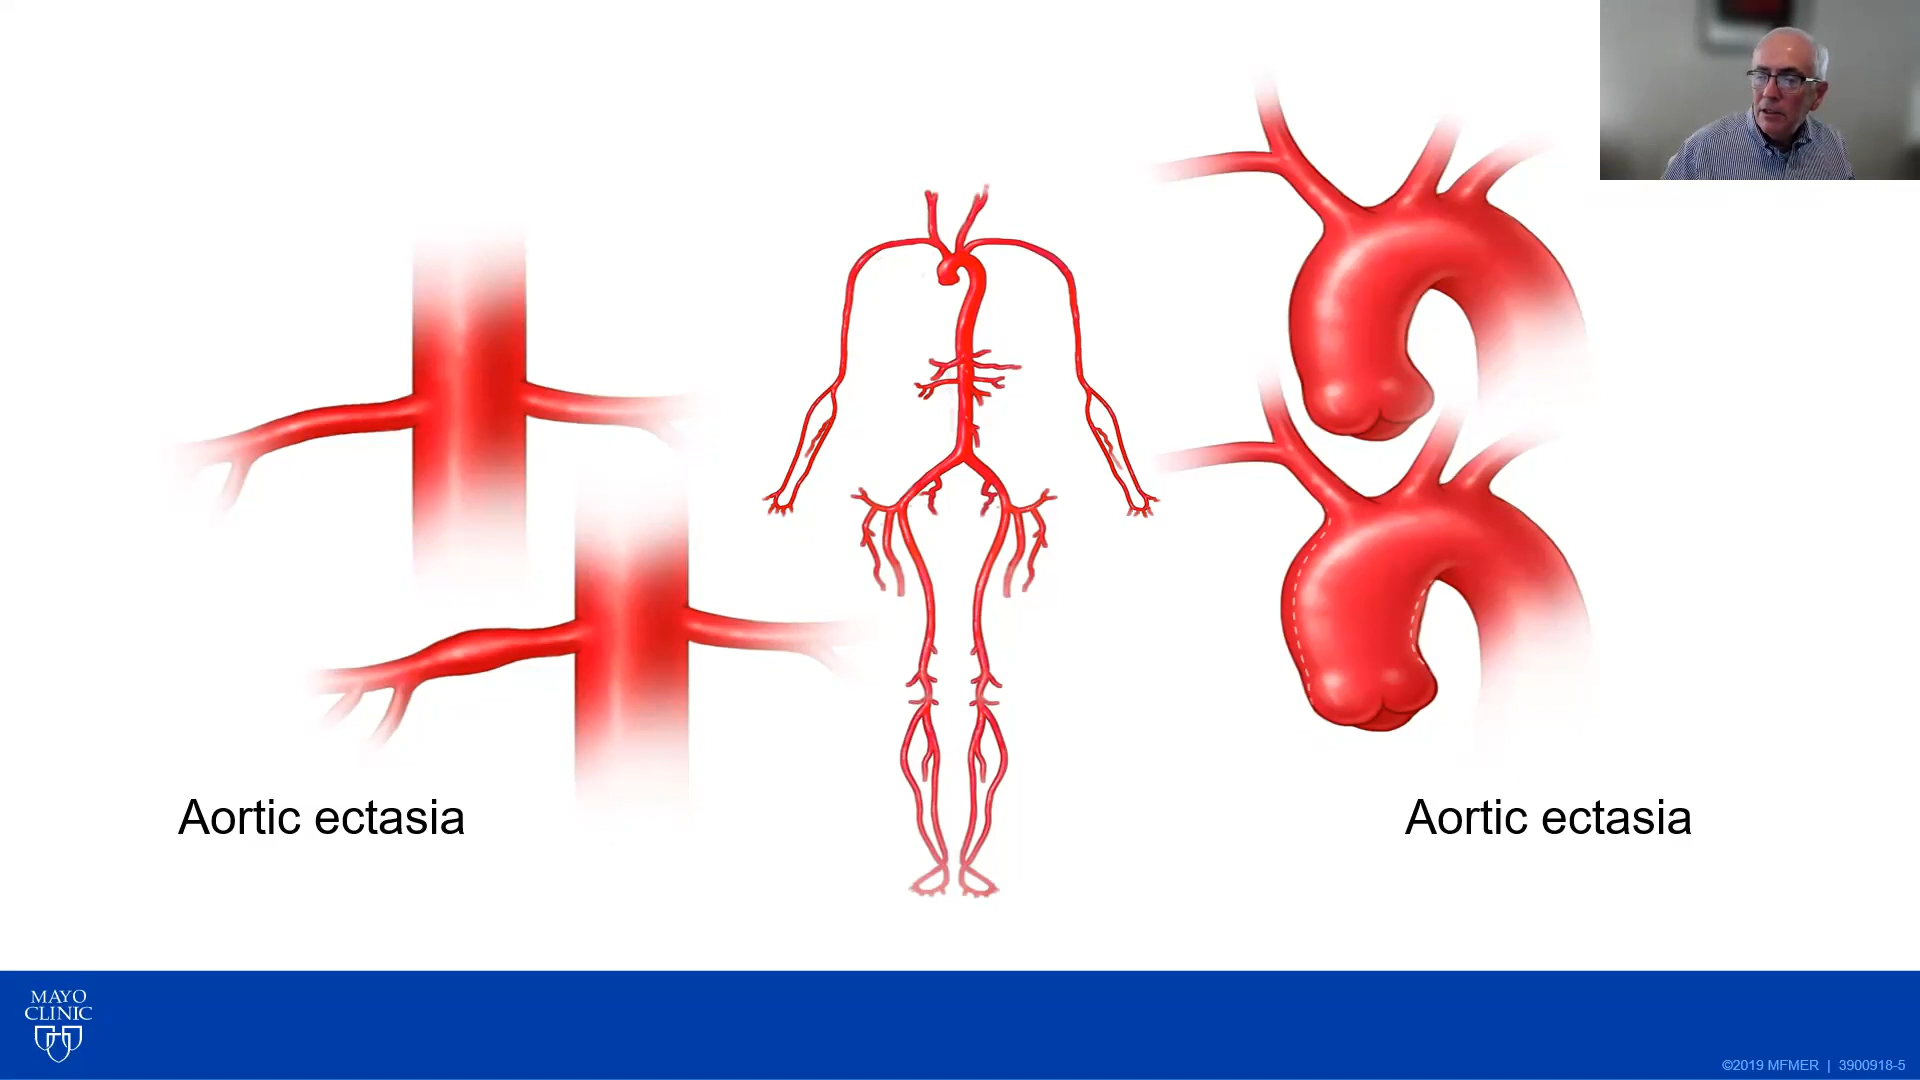 Aortic ectasia
Aortic ectasia
MAYO
CLINIC
©2019 MFMER | 3900918-5